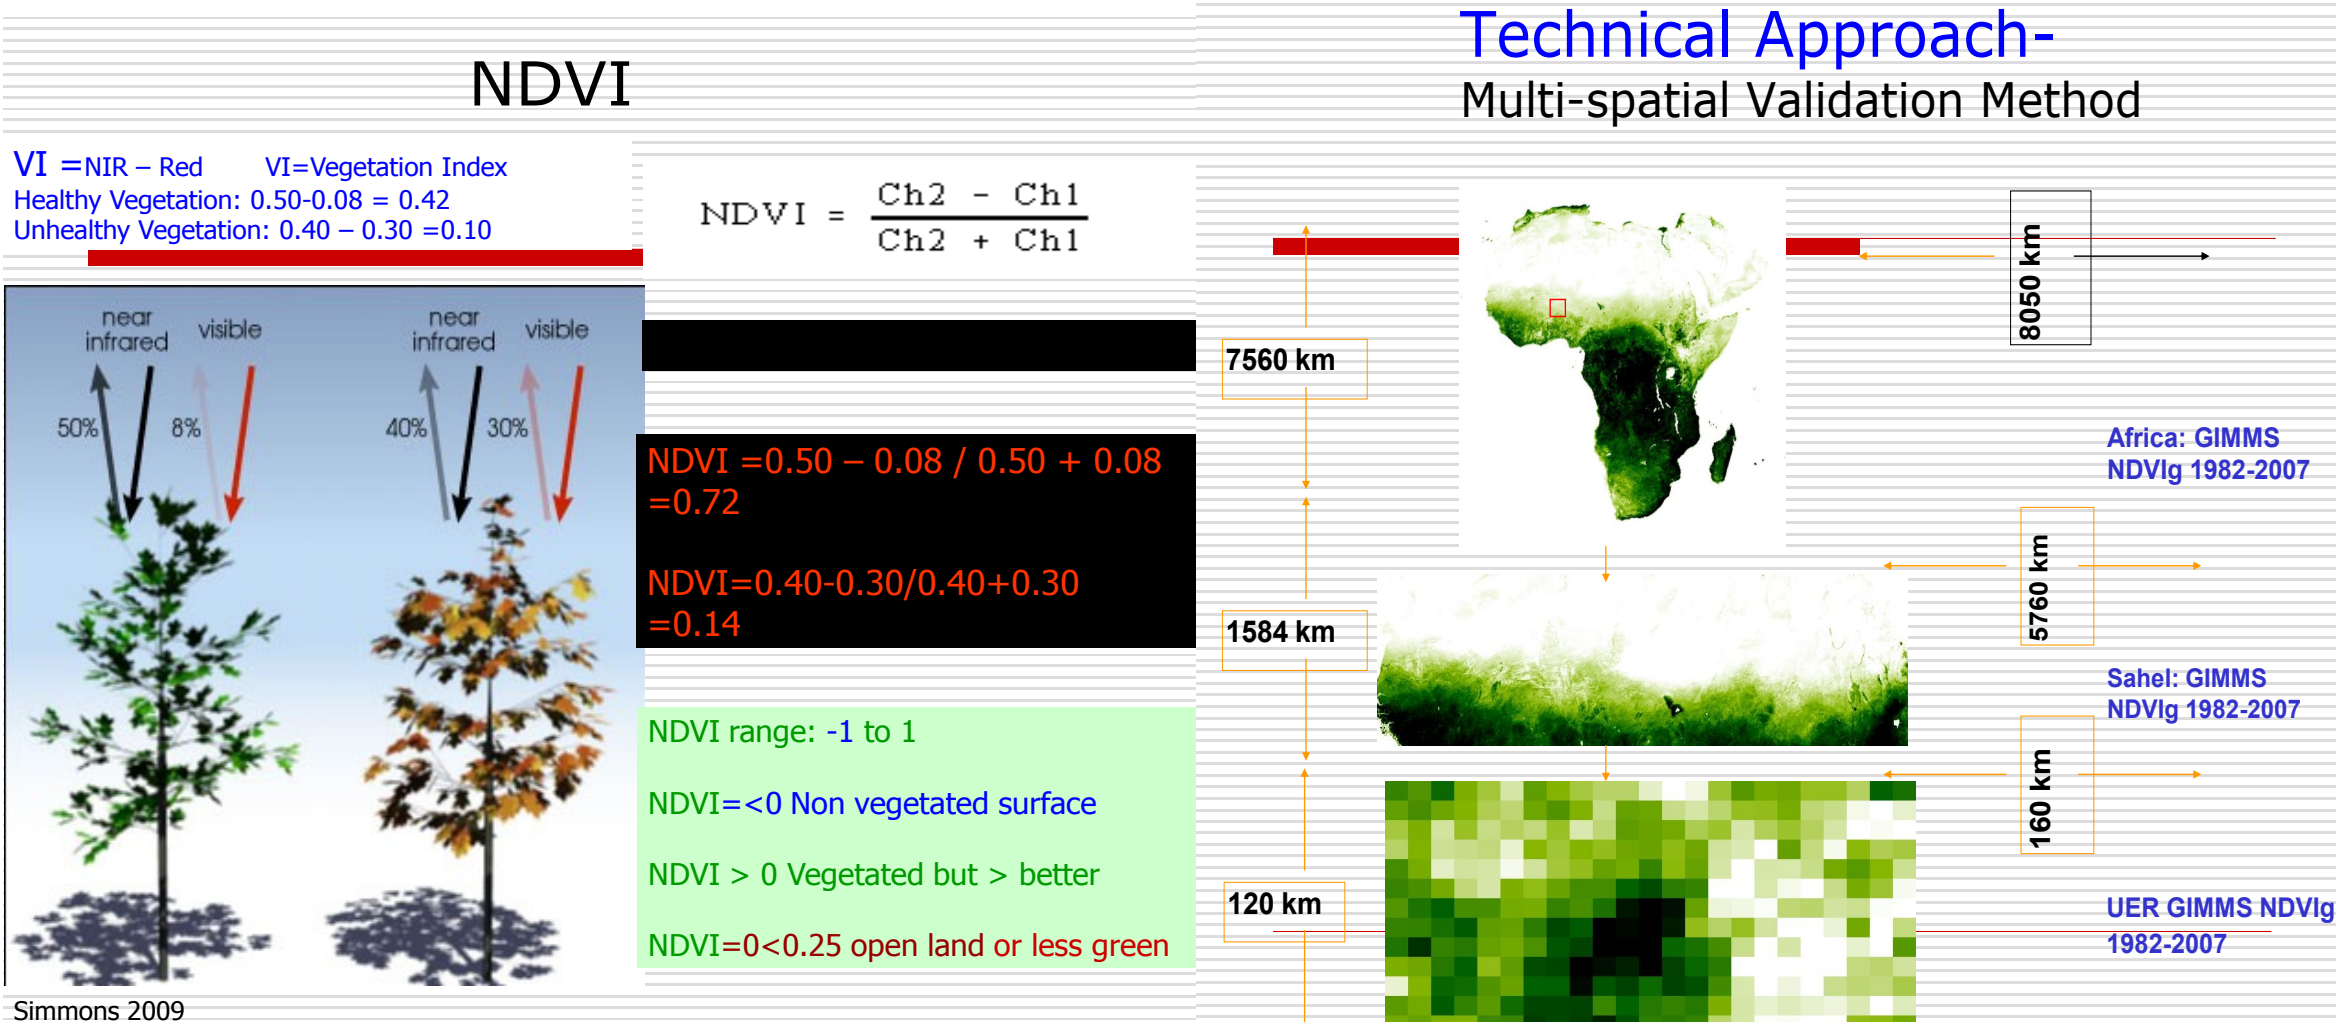 NDVI
VI =NIR – Red VI=Vegetation Index
Healthy Vegetation: 0.50-0.08 = 0.42
Unhealthy Vegetation: 0.40 – 0.30 =0.10
NDVI = Ch2 - Ch1
Ch2 + Ch1
near infrared
visible
near infrared
visible
50%
8%
40%
30%
NDVI =0.50 – 0.08 / 0.50 + 0.08
=0.72
NDVI=0.40-0.30/0.40+0.30
=0.14
NDVI range: -1 to 1
NDVI=<0 Non vegetated surface
NDVI > 0 Vegetated but > better
NDVI=0<0.25 open land or less green
Simmons 2009
Technical Approach-
Multi-spatial Validation Method
8050 km
7560 km
Africa: GIMMS
NDVIg 1982-2007
5760 km
1584 km
Sahel: GIMMS
NDVIg 1982-2007
160 km
120 km
UER GIMMS NDVIg
1982-2007